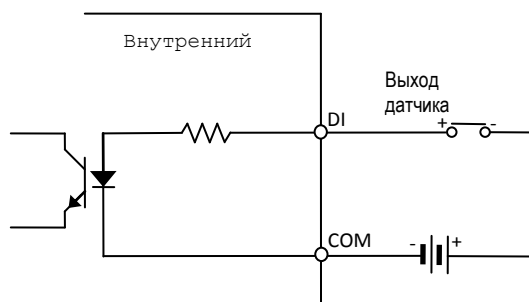 Внутренний
Выход
датчика
DI
+ -
COM
- +